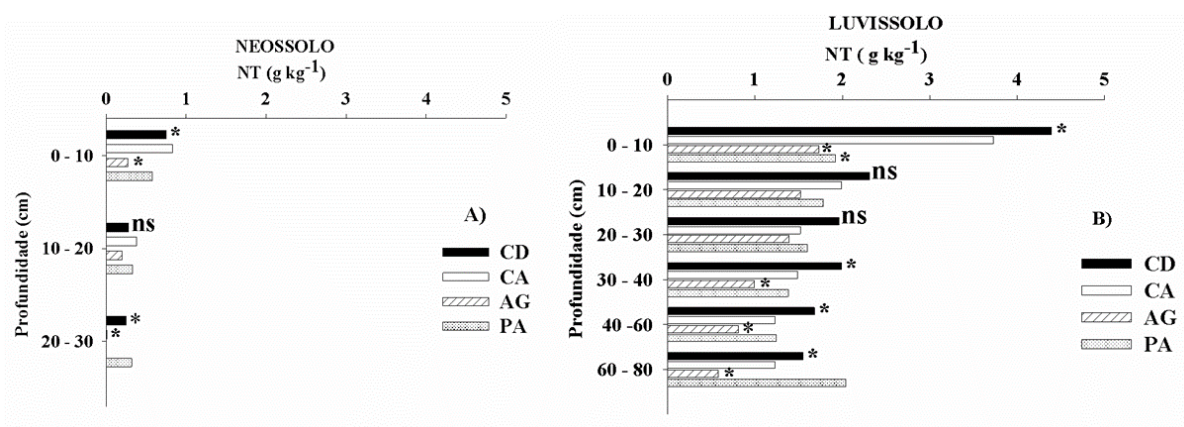 NEOSSOLO
NT (g kg-1)
0 1 2 3 4 5
Profundidade (cm)
0 - 10 * *
10 - 20 ns
20 - 30 * *
A)
CD
CA
AG
PA
LUVISSOLO
NT ( g kg-1)
0 1 2 3 4 5
Profundidade (cm)
0 - 10 * * *
10 - 20 ns
20 - 30 ns
30 - 40 * *
40 -60 * *
60 - 80 * *
B)
CD
CA
AG
PA